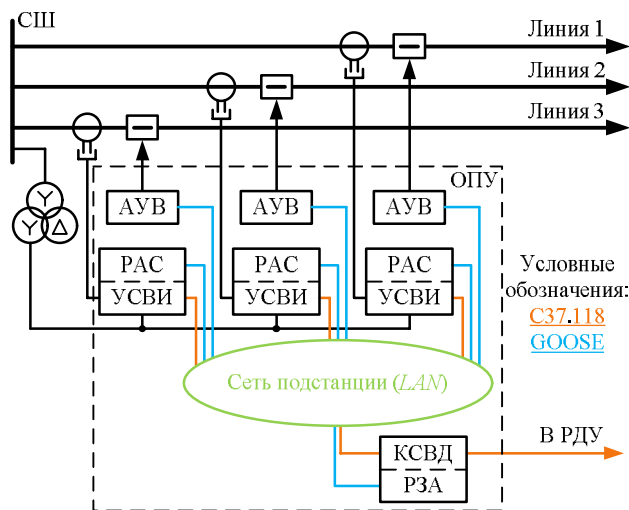 СШ
Линия 1
Линия 2
Линия 3
ОПУ
АУВ
АУВ
АУВ
РАС
РАС
РАС
УСВИ
УСВИ
УСВИ
Условные
обозначения:
C37.118
GOOSE
Сеть подстанции (LAN)
КСВД
РЗА
В РДУ